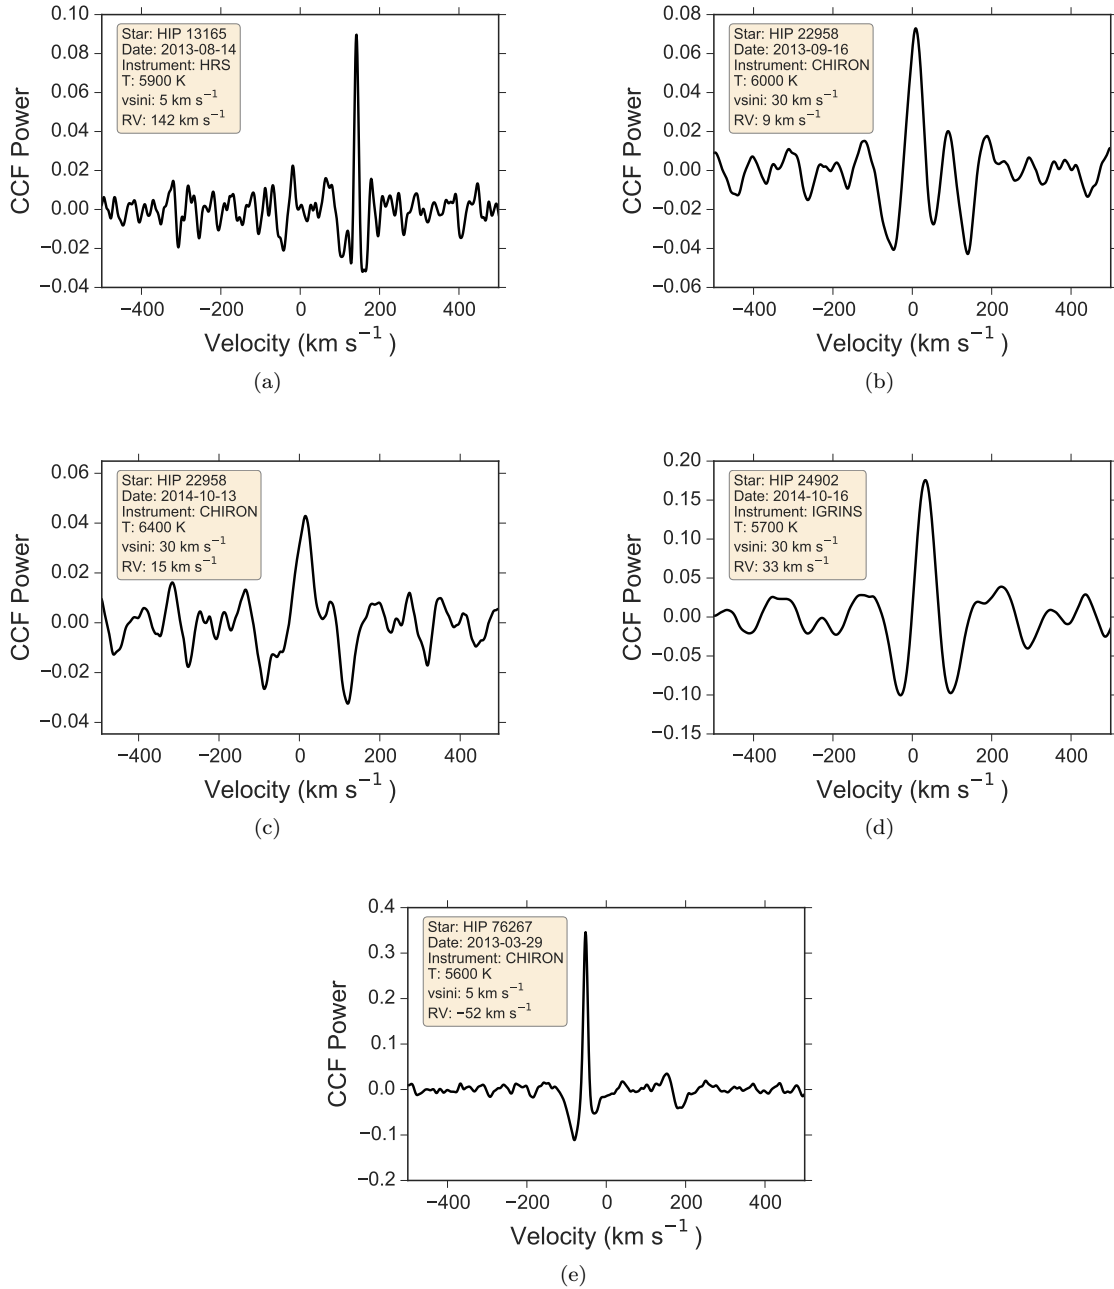 0.10
0.08
0.06
0.04
0.02
0.00
−0.02
−0.04
CCF Power
Star: HIP 13165
Date: 2013-08-14
Instrument: HRS
T: 5900 K
vsini: 5 km s⁻¹
RV: 142 km s⁻¹
−400 −200 0 200 400
Velocity (km s⁻¹ )
(a)
0.08
0.06
0.04
0.02
0.00
−0.02
−0.04
−0.06
CCF Power
Star: HIP 22958
Date: 2013-09-16
Instrument: CHIRON
T: 6000 K
vsini: 30 km s⁻¹
RV: 9 km s⁻¹
−400 −200 0 200 400
Velocity (km s⁻¹ )
(b)
0.06
0.04
0.02
0.00
−0.02
−0.04
CCF Power
Star: HIP 22958
Date: 2014-10-13
Instrument: CHIRON
T: 6400 K
vsini: 30 km s⁻¹
RV: 15 km s⁻¹
−400 −200 0 200 400
Velocity (km s⁻¹ )
(c)
0.20
0.15
0.10
0.05
0.00
−0.05
−0.10
−0.15
CCF Power
Star: HIP 24902
Date: 2014-10-16
Instrument: IGRINS
T: 5700 K
vsini: 30 km s⁻¹
RV: 33 km s⁻¹
−400 −200 0 200 400
Velocity (km s⁻¹ )
(d)
0.4
0.3
0.2
0.1
0.0
−0.1
−0.2
CCF Power
Star: HIP 76267
Date: 2013-03-29
Instrument: CHIRON
T: 5600 K
vsini: 5 km s⁻¹
RV: −52 km s⁻¹
−400 −200 0 200 400
Velocity (km s⁻¹ )
(e)